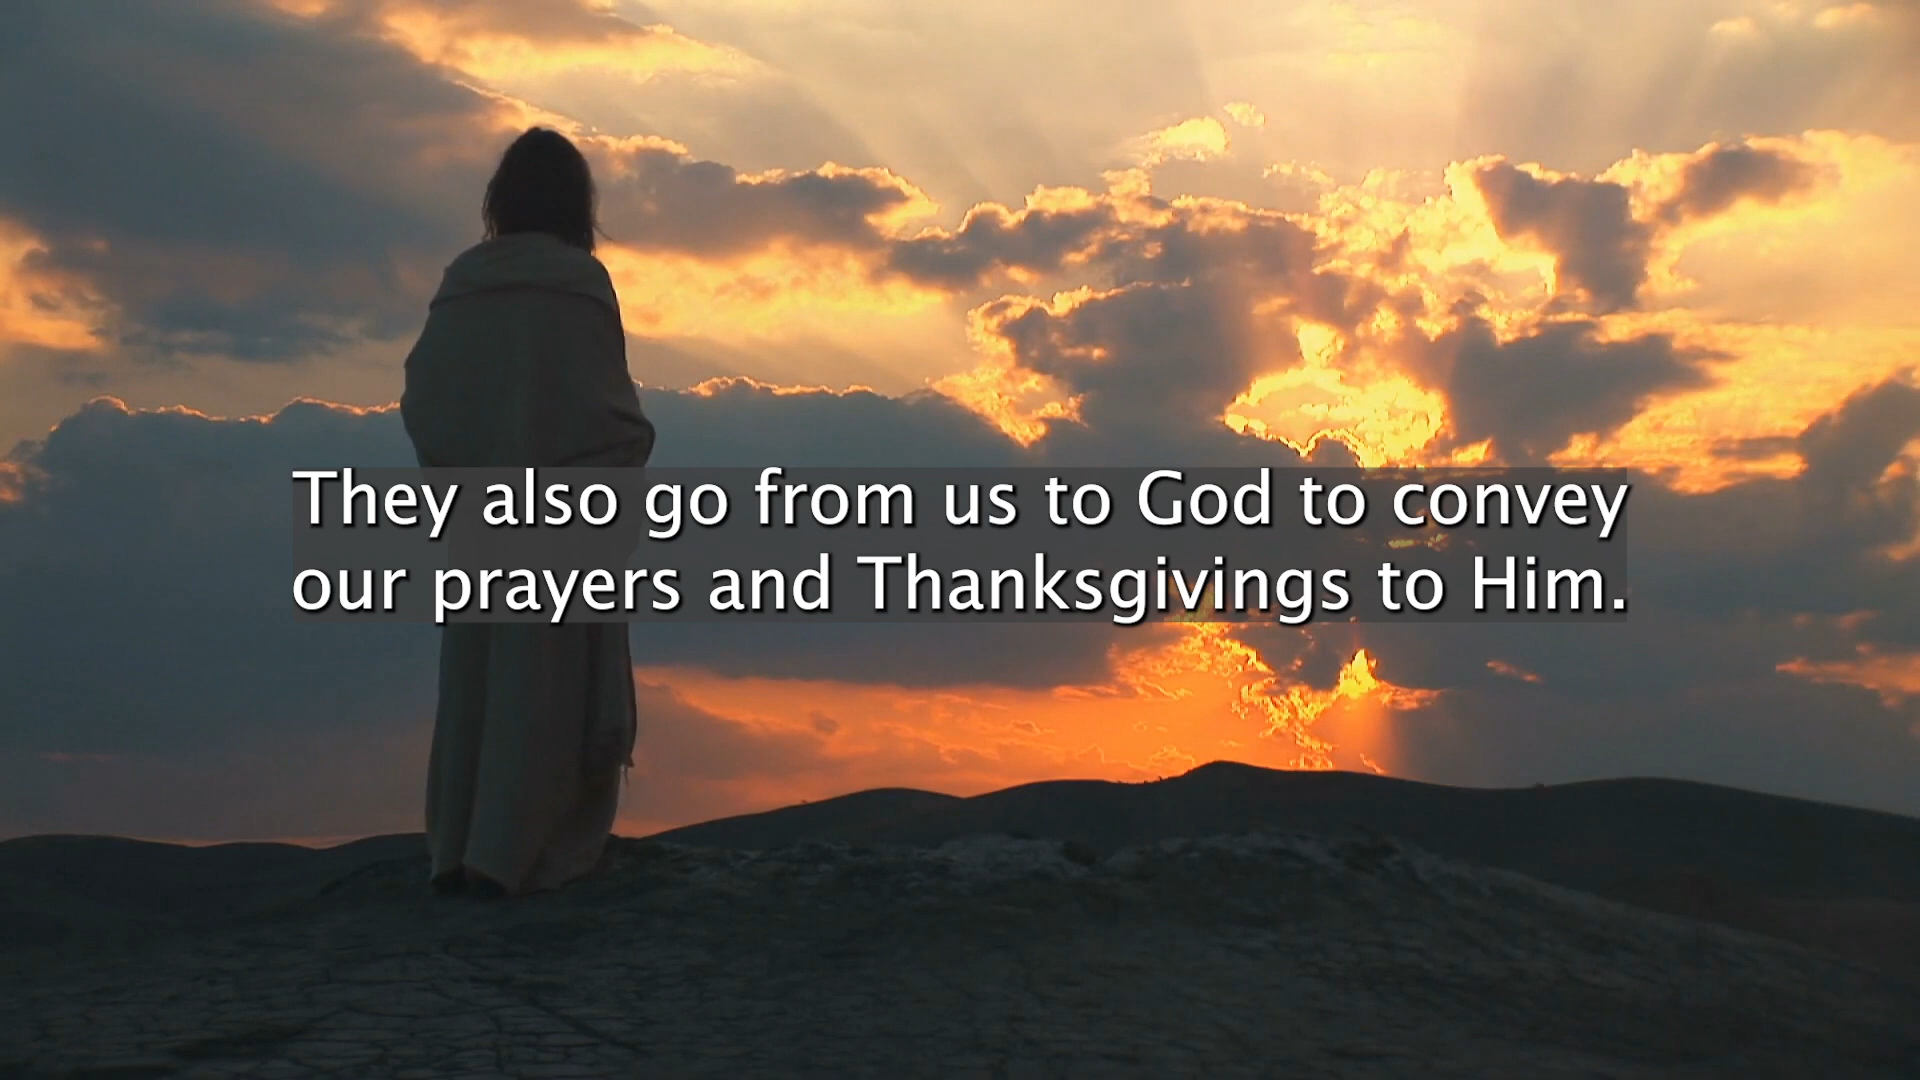 They also go from us to God to convey
our prayers and Thanksgivings to Him.